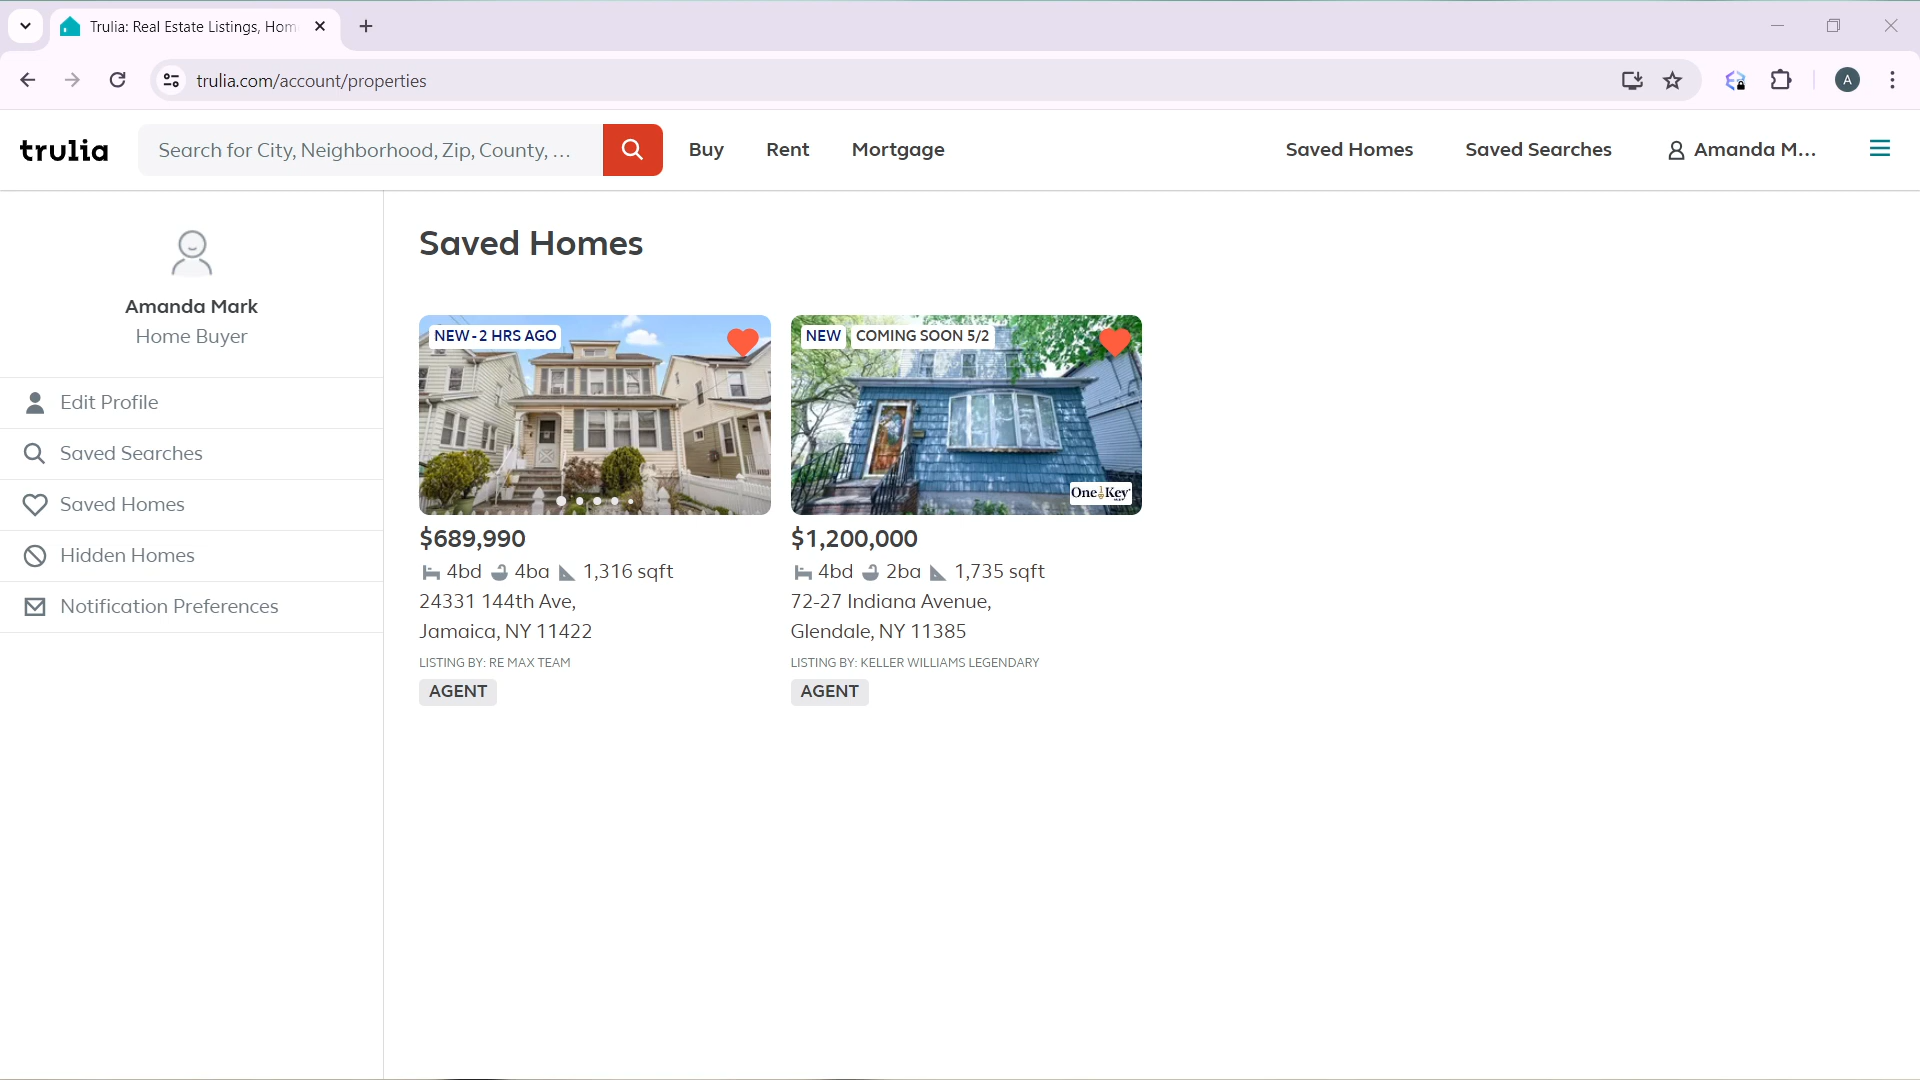 Trulia: Real Estate Listings, Hom
trulia.com/account/properties
A
trulia
Search for City, Neighborhood, Zip, County, ...
Buy
Rent
Mortgage
Saved Homes
Saved Searches
Amanda M...
Amanda Mark
Home Buyer
Edit Profile
Saved Searches
Saved Homes
Hidden Homes
Notification Preferences
Saved Homes
NEW - 2 HRS AGO
$689,990
4bd 4ba 1,316 sqft
24331 144th Ave,
Jamaica, NY 11422
LISTING BY: RE MAX TEAM
AGENT
NEW COMING SOON 5/2
OneKey
$1,200,000
4bd 2ba 1,735 sqft
72-27 Indiana Avenue,
Glendale, NY 11385
LISTING BY: KELLER WILLIAMS LEGENDARY
AGENT